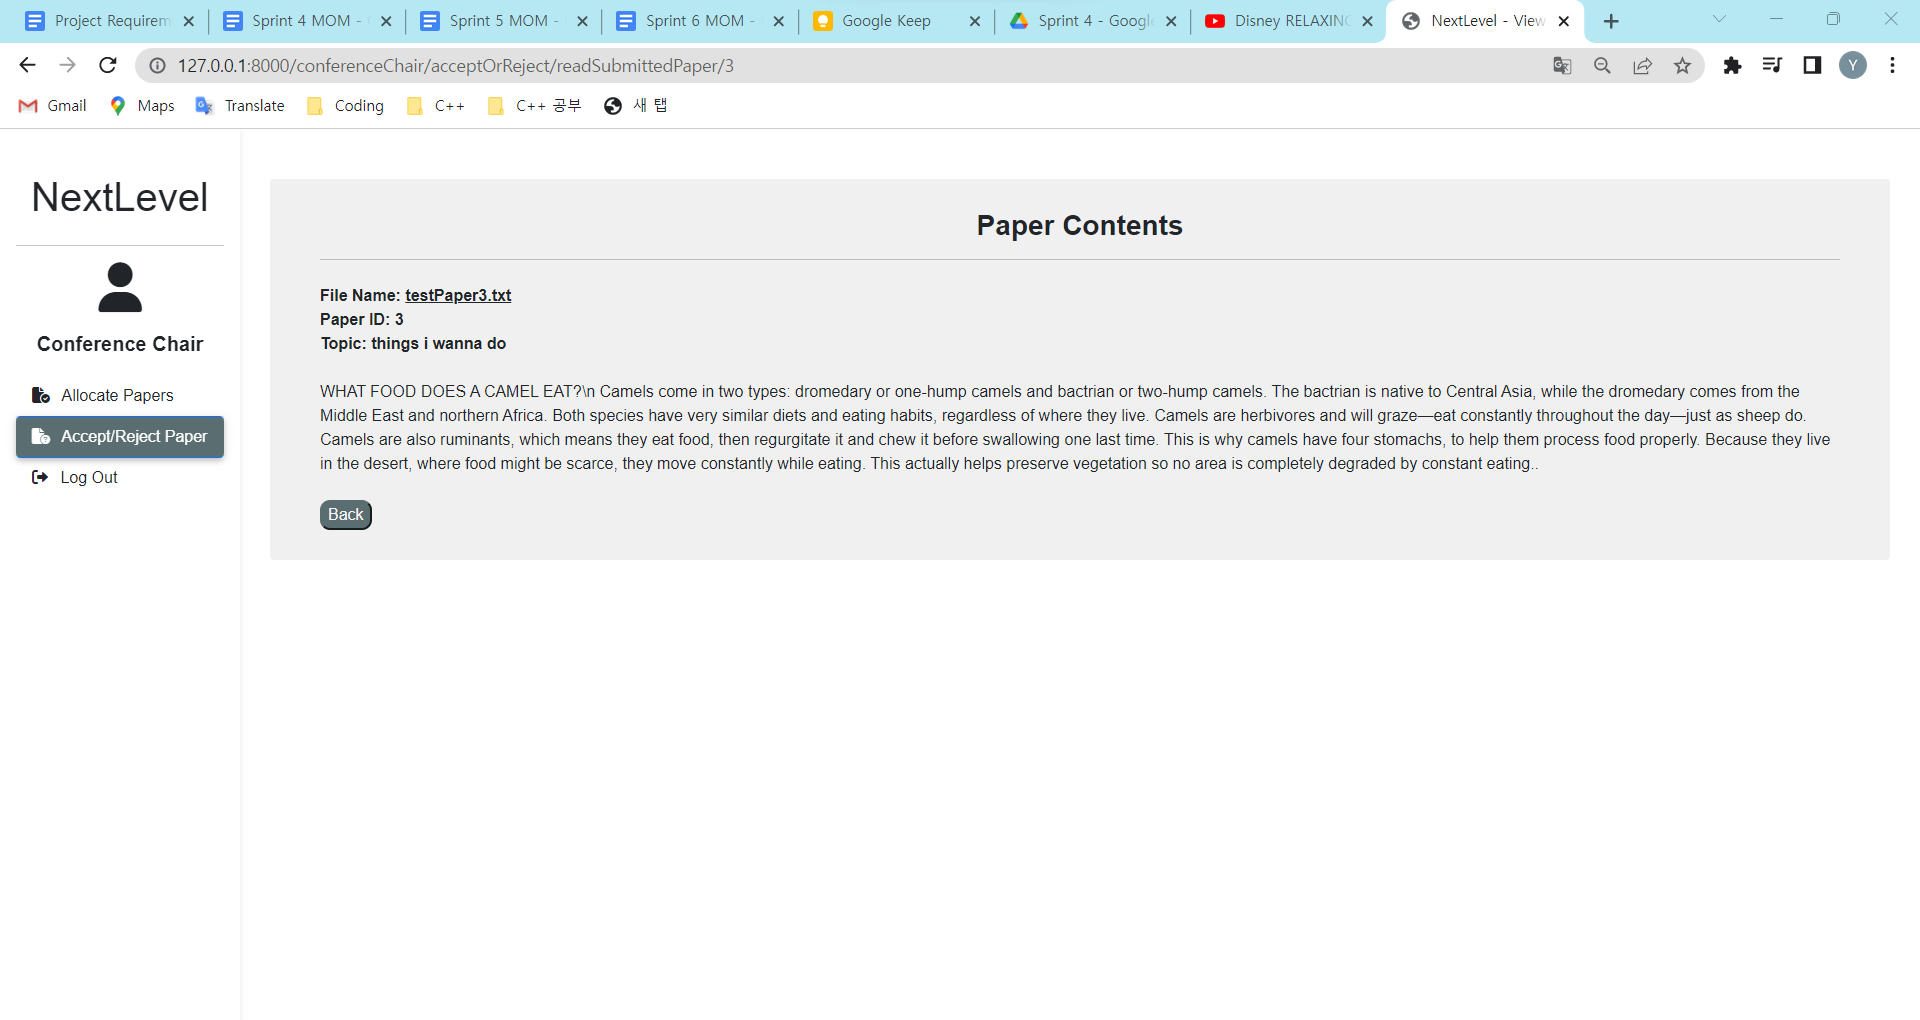 Project Requirem
Sprint 4 MOM -
Sprint 5 MOM -
Sprint 6 MOM -
Google Keep
Sprint 4 - Google
Disney RELAXING
NextLevel - View
127.0.0.1:8000/conferenceChair/acceptOrReject/readSubmittedPaper/3
Y
Gmail
Maps
Translate
Coding
C++
C++ 공부
새 탭
NextLevel
Conference Chair
Allocate Papers
Accept/Reject Paper
Log Out
Paper Contents
File Name: testPaper3.txt
Paper ID: 3
Topic: things i wanna do
WHAT FOOD DOES A CAMEL EAT?\n Camels come in two types: dromedary or one-hump camels and bactrian or two-hump camels. The bactrian is native to Central Asia, while the dromedary comes from the
Middle East and northern Africa. Both species have very similar diets and eating habits, regardless of where they live. Camels are herbivores and will graze—eat constantly throughout the day—just as sheep do.
Camels are also ruminants, which means they eat food, then regurgitate it and chew it before swallowing one last time. This is why camels have four stomachs, to help them process food properly. Because they live
in the desert, where food might be scarce, they move constantly while eating. This actually helps preserve vegetation so no area is completely degraded by constant eating..
Back